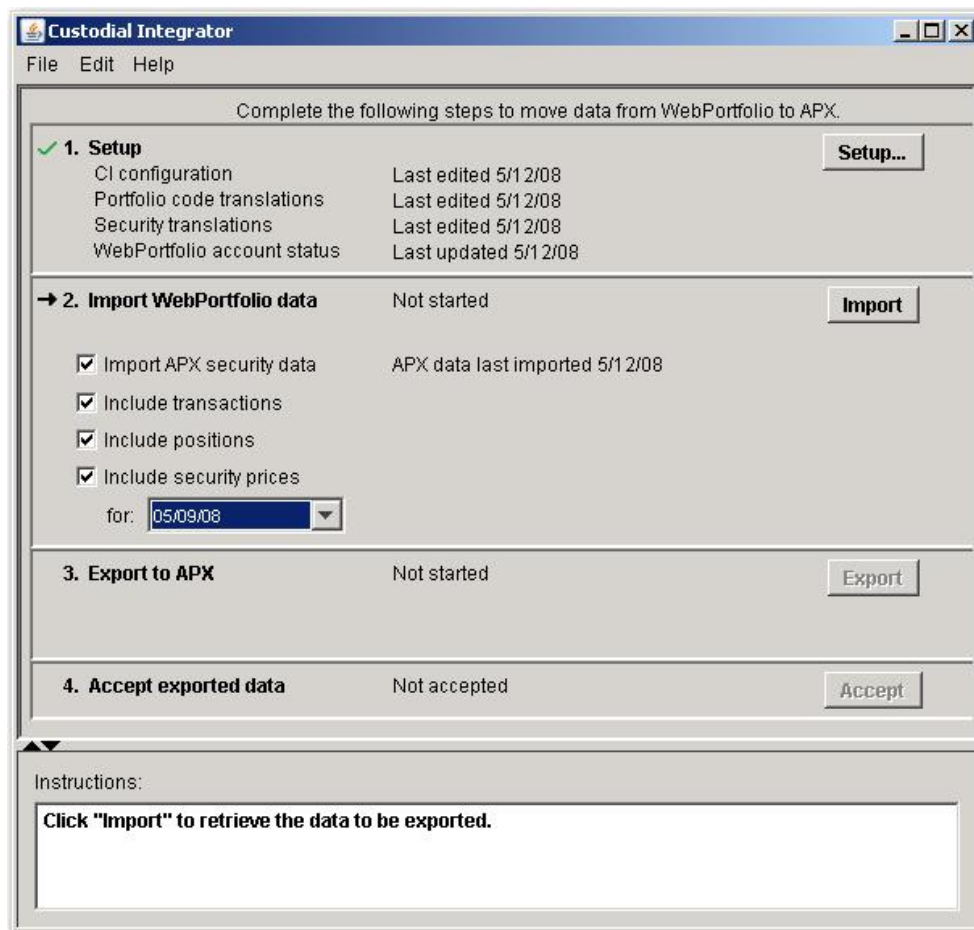 Custodial Integrator
File Edit Help
Complete the following steps to move data from WebPortfolio to APX.
1. Setup
Setup...
CI configuration Last edited 5/12/08
Portfolio code translations Last edited 5/12/08
Security translations Last edited 5/12/08
WebPortfolio account status Last updated 5/12/08
2. Import WebPortfolio data Not started Import
Import APX security data APX data last imported 5/12/08
Include transactions
Include positions
Include security prices
for: 05/09/08
3. Export to APX Not started Export
4. Accept exported data Not accepted Accept
Instructions:
Click "Import" to retrieve the data to be exported.